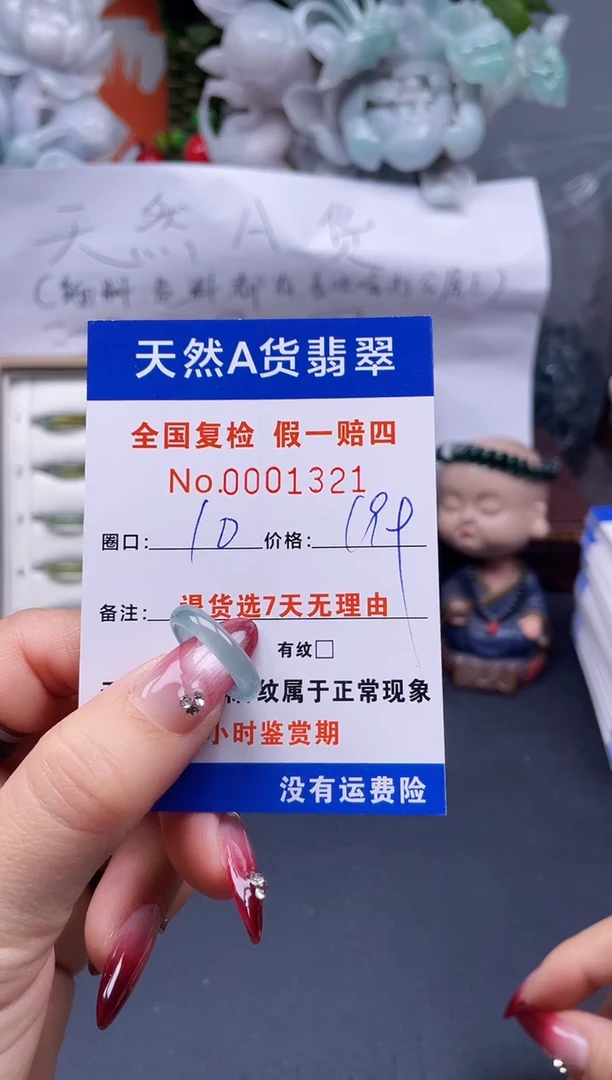 天然A货
天然A货翡翠
全国复检 假一赔四
No.0001321
圈口: 10 价格: 199
备注: 退货选7天无理由
有纹□
纹属于正常现象
小时鉴赏期
没有运费险